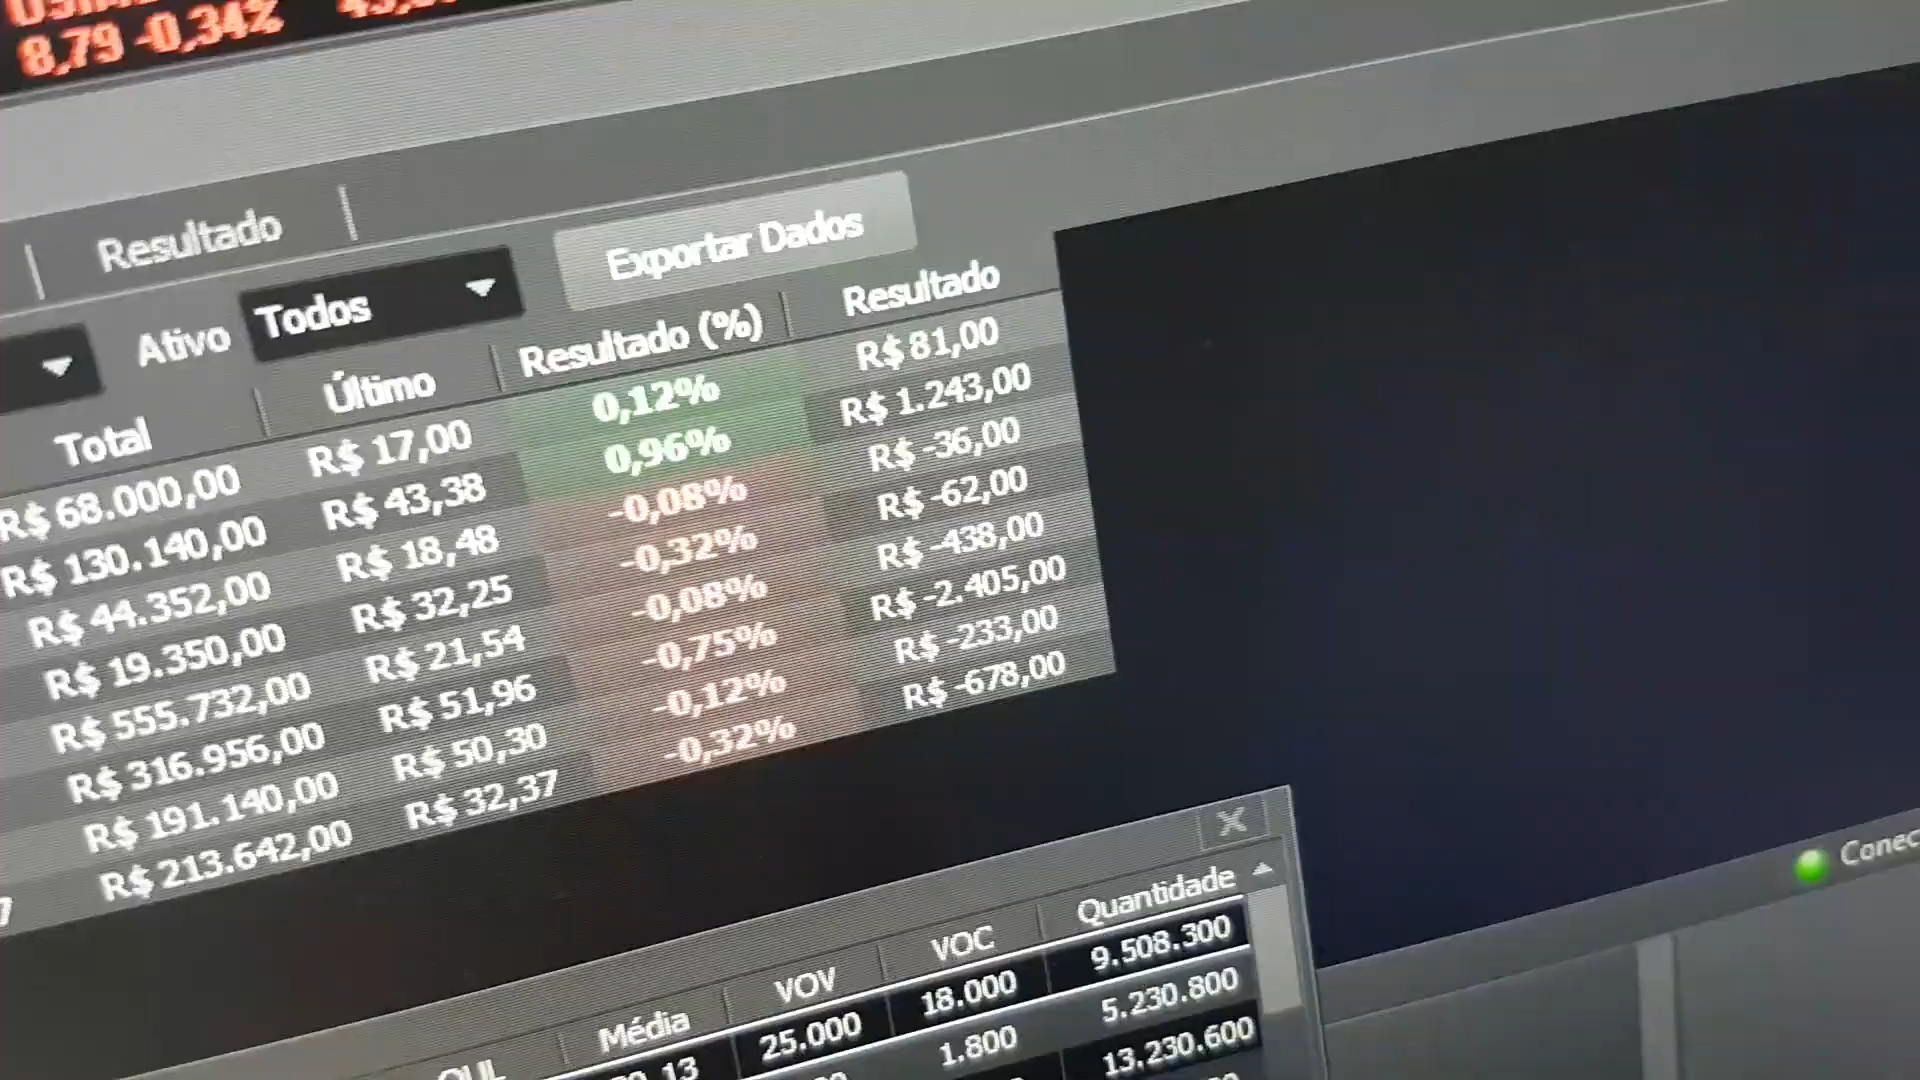 8,79 -0,34%
Resultado
Ativo Todos Exportar Dados
Total Último Resultado (%) Resultado
R$ 68.000,00 R$ 17,00 0,12% R$ 81,00
R$ 130.140,00 R$ 43,38 0,96% R$ 1.243,00
R$ 44.352,00 R$ 18,48 -0,08% R$ -36,00
R$ 19.350,00 R$ 32,25 -0,32% R$ -62,00
R$ 555.732,00 R$ 21,54 -0,08% R$ -438,00
R$ 316.956,00 R$ 51,96 -0,75% R$ -2.405,00
R$ 191.140,00 R$ 50,30 -0,12% R$ -233,00
R$ 213.642,00 R$ 32,37 -0,32% R$ -678,00
Média VOV VOC Quantidade
25.000 18.000 9.508.300
1.800 5.230.800
13.230.600